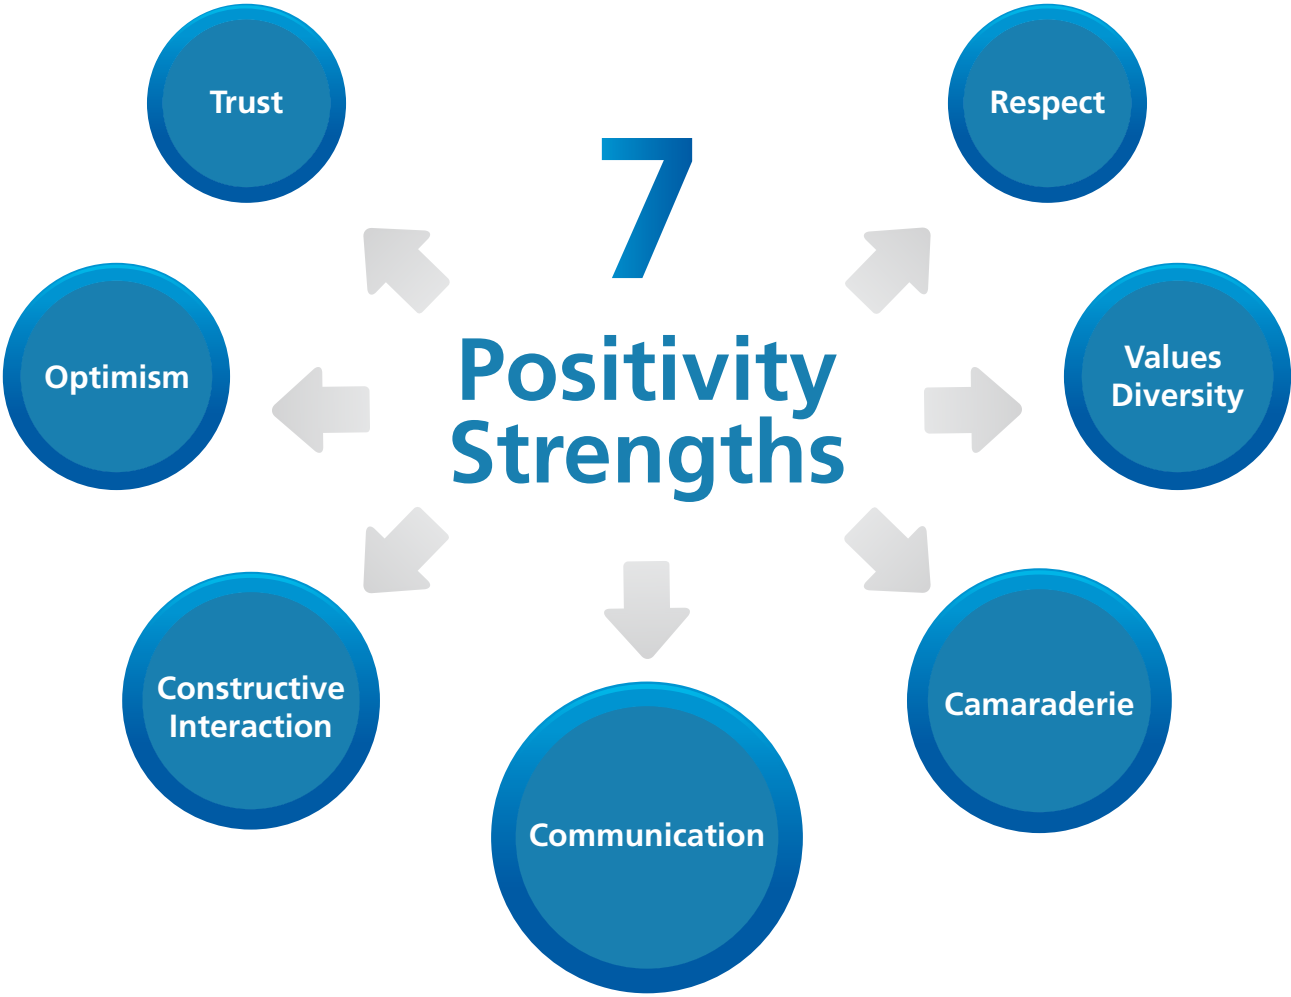 Trust
Respect
7
Positivity
Strengths
Optimism
Values
Diversity
Constructive
Interaction
Camaraderie
Communication